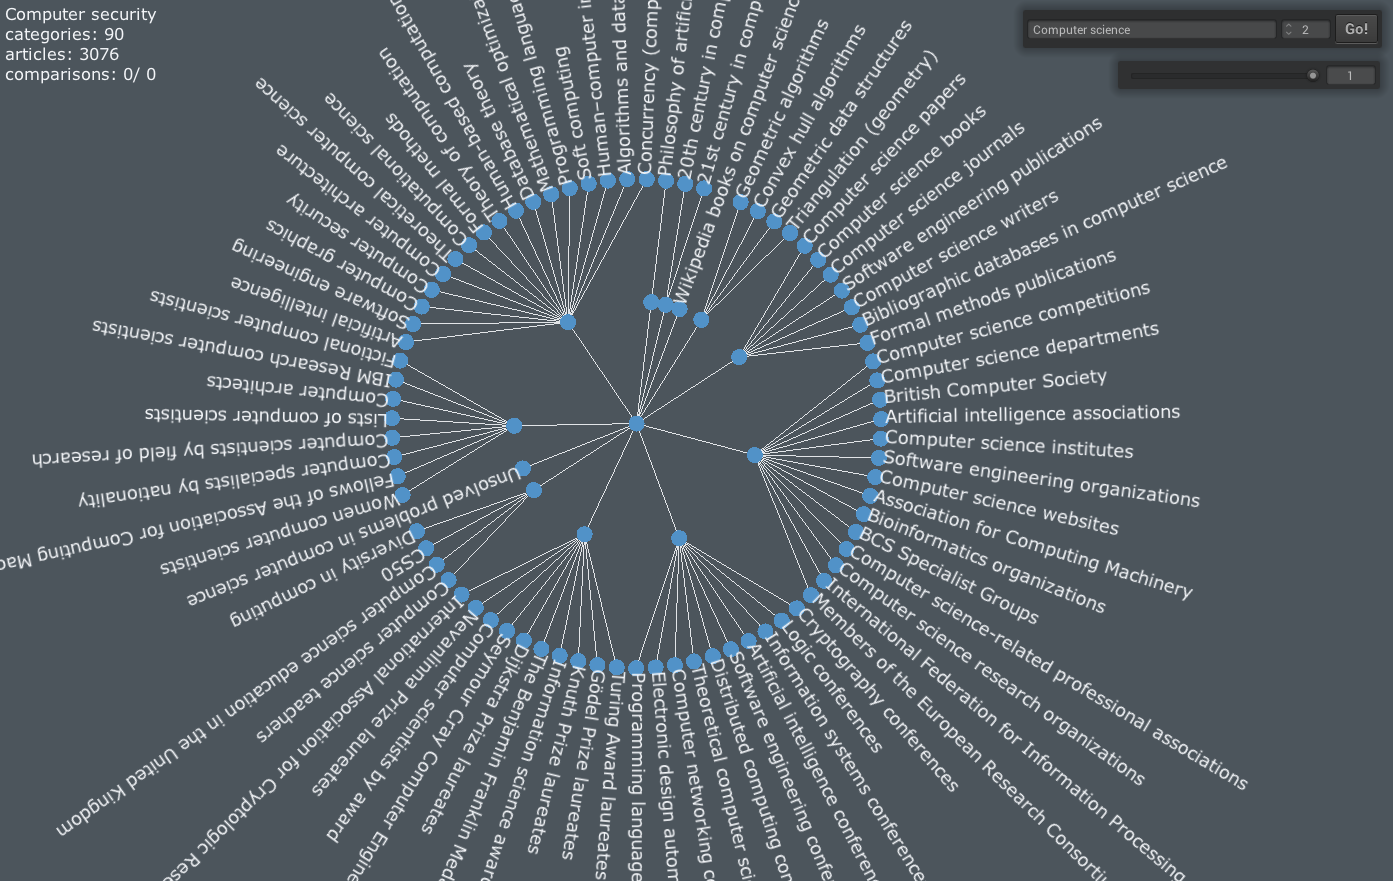 Computer security
categories: 90
articles: 3076
comparisons: 0/ 0
Computer science
2
Go!
1
Human-computer
Algorithms and data
Concurrency (comp
Philosophy of artific
20th century in com
21st century in comp
Wikipedia books on computer scienc
Geometric algorithms
Convex hull algorithms
Geometric data structures
Triangulation (geometry)
Computer science papers
Computer science books
Computer science journals
Software engineering publications
Computer science writers
Bibliographic databases in computer science
Formal methods publications
Computer science competitions
Computer science departments
British Computer Society
Artificial intelligence associations
Computer science institutes
Software engineering organizations
Computer science websites
Association for Computing Machinery
Bioinformatics organizations
BCS Specialist Groups
Computer science-related professional associations
Computer science research organizations
International Federation for Information Processing
Members of the European Research Consorti
Cryptography conferences
Logic conferences
Information systems conference
Artificial intelligence conferen
Software engineering confe
Distributed computing con
Theoretical computer sci
Computer networking c
Electronic design autom
Programming language
Turing Award laureates
Gödel Prize laureates
Knuth Prize laureates
Information science awar
The Benjamin Franklin Med
Dijkstra Prize laureates
Seymour Cray Computer Engine
Computer scientists by award
Nevanlinna Prize laureates
International Association for Cryptologic Rese
Computer science teachers
Computer science education in the United Kingdom
CS50
Diversity in computing
Unsolved problems in computer science
Women computer scientists
Fellows of the Association for Computing Mac
Computer specialists by nationality
Computer scientists by field of research
Lists of computer scientists
Computer architects
IBM Research computer scientists
Fictional computer scientists
Artificial intelligence
Software engineering
Computer graphics
Computer security
Computer architecture
Theoretical computer science
Computational science
Formal methods
Theory of computation
Human-based computation
Database theory
Mathematical optimiza
Programming languag
Soft computing